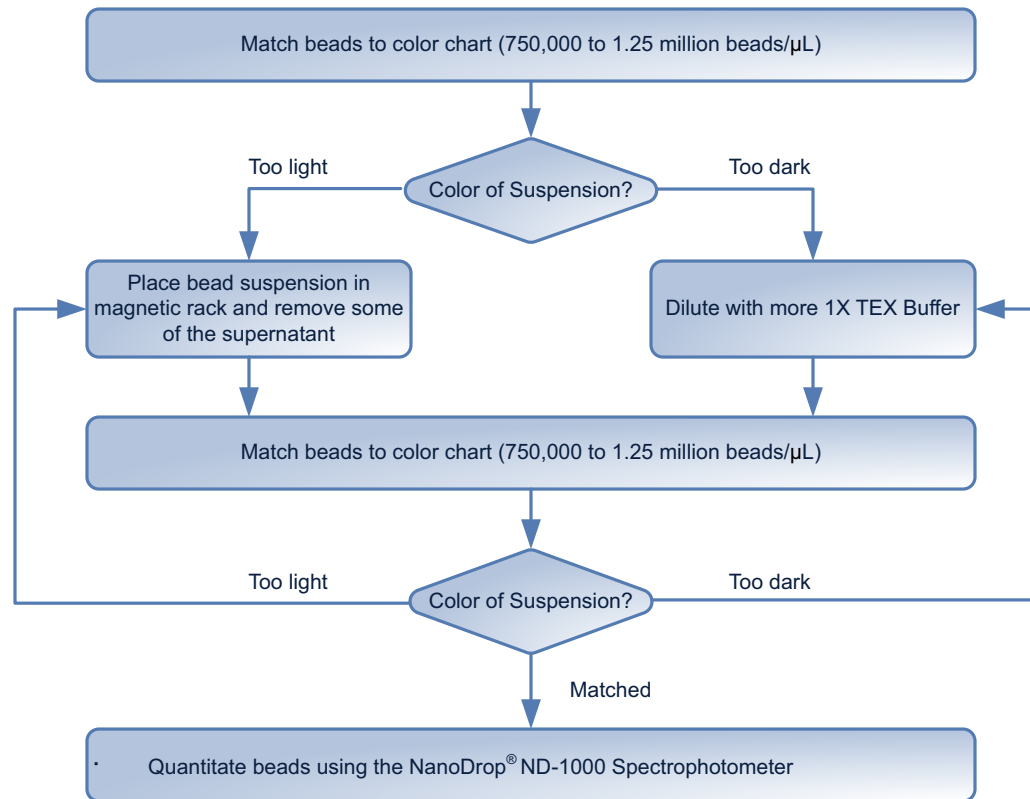 Match beads to color chart (750,000 to 1.25 million beads/µL)
Too light
Color of Suspension?
Too dark
Place bead suspension in
magnetic rack and remove some
of the supernatant
Dilute with more 1X TEX Buffer
Match beads to color chart (750,000 to 1.25 million beads/µL)
Too light
Color of Suspension?
Too dark
Matched
. Quantitate beads using the NanoDrop® ND-1000 Spectrophotometer